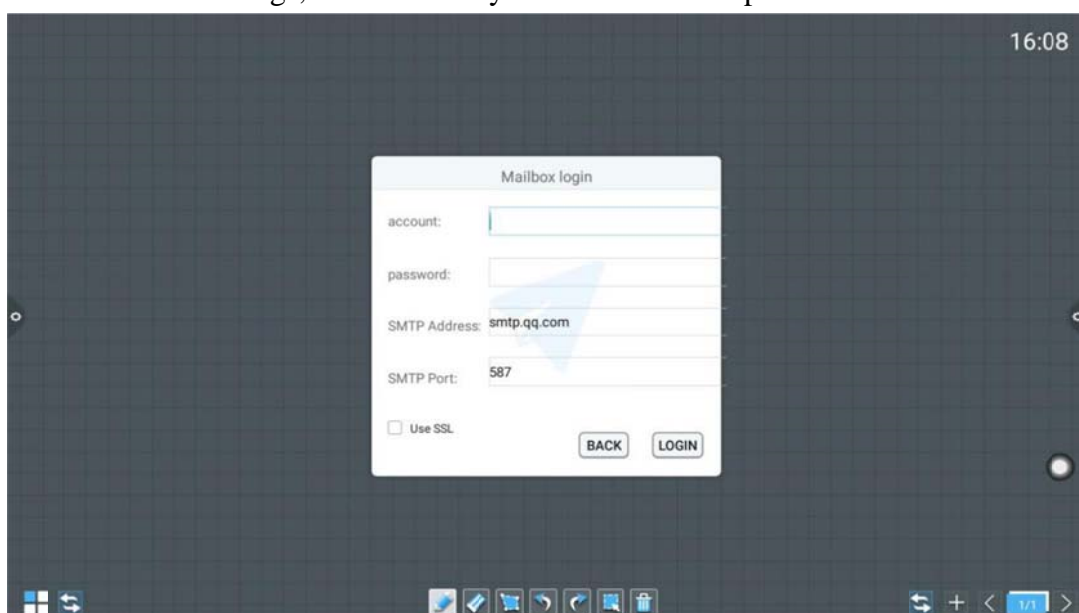 16:08
Mailbox login
account:
password:
SMTP Address: smtp.qq.com
SMTP Port: 587
Use SSL
BACK LOGIN
1/1